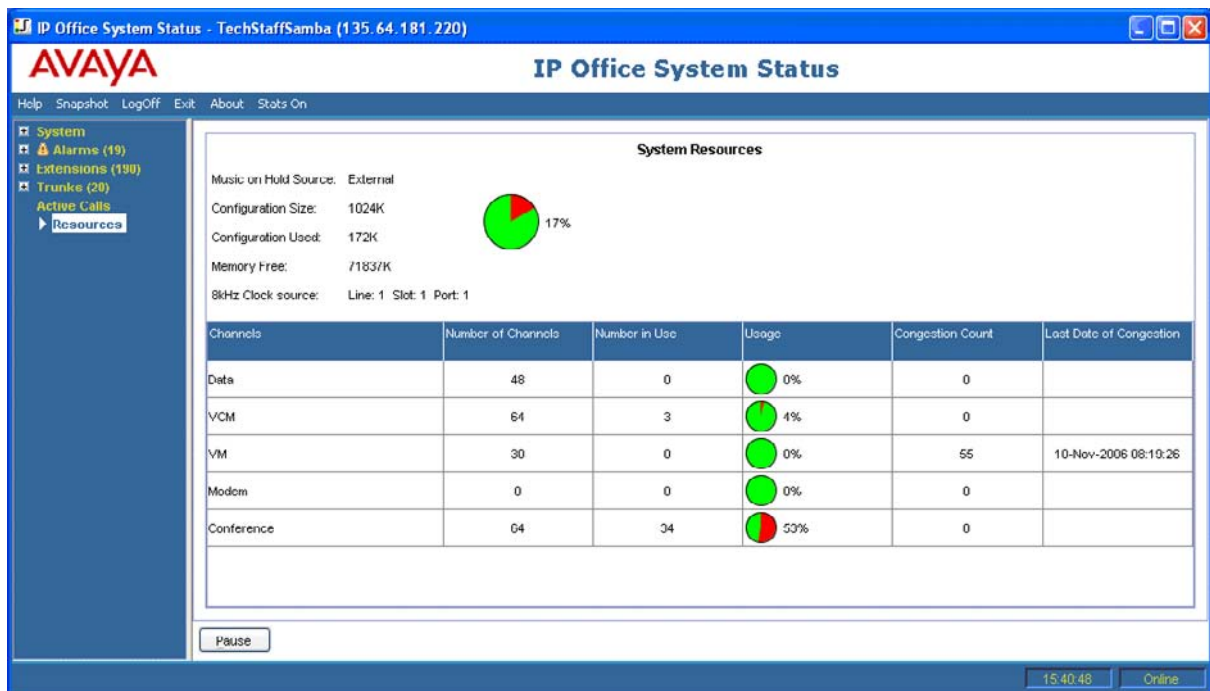 IP Office System Status - TechStaffSamba (135.64.181.220)
AVAYA
IP Office System Status
Help Snapshot LogOff Exit About Stats On
System
Alarms (19)
Extensions (190)
Trunks (20)
Active Calls
Resources
System Resources
Music on Hold Source: External
Configuration Size: 1024K
Configuration Used: 172K
17%
Memory Free: 71837K
8kHz Clock source: Line: 1 Slot: 1 Port: 1
Channels Number of Channels Number in Use Usage Congestion Count Last Date of Congestion
Data 48 0 0% 0
VCM 64 3 4% 0
VM 30 0 0% 55 10-Nov-2006 08:19:26
Modem 0 0 0% 0
Conference 64 34 53% 0
Pause
15:40:48 Online